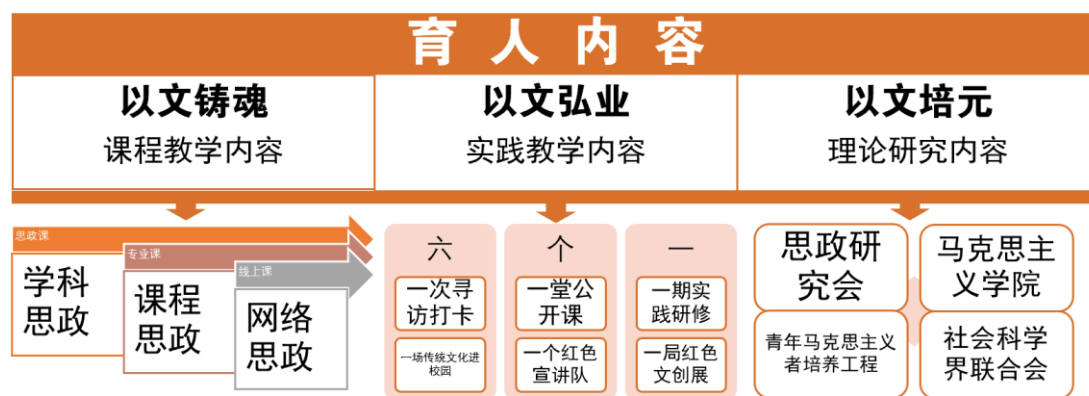 育人内容
以文铸魂
课程教学内容
以文弘业
实践教学内容
以文培元
理论研究内容
思政课
学科
思政
专业课
课程
思政
线上课
网络
思政
六
个
一
一次寻
访打卡
一场传统文化进
校园
一堂公
开课
一个红色
宣讲队
一期实
践研修
一局红色
文创展
思政研
究会
马克思主
义学院
青年马克思主义
者培养工程
社会科学
界联合会